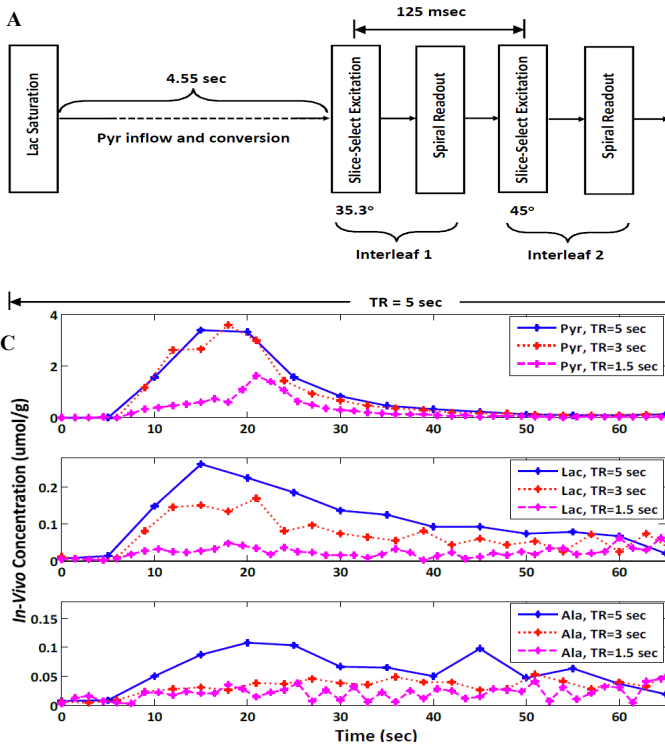 A
125 msec
Lac Saturation
4.55 sec
Pyr inflow and conversion
Slice-Select Excitation
Spiral Readout
Slice-Select Excitation
Spiral Readout
35.3°
45°
Interleaf 1
Interleaf 2
TR = 5 sec
C
In-Vivo Concentration (umol/g)
4
2
0
Pyr, TR=5 sec
Pyr, TR=3 sec
Pyr, TR=1.5 sec
0 10 20 30 40 50 60
0.2
0.1
0
Lac, TR=5 sec
Lac, TR=3 sec
Lac, TR=1.5 sec
0 10 20 30 40 50 60
0.15
0.1
0.05
0
Ala, TR=5 sec
Ala, TR=3 sec
Ala, TR=1.5 sec
0 10 20 30 40 50 60
Time (sec)